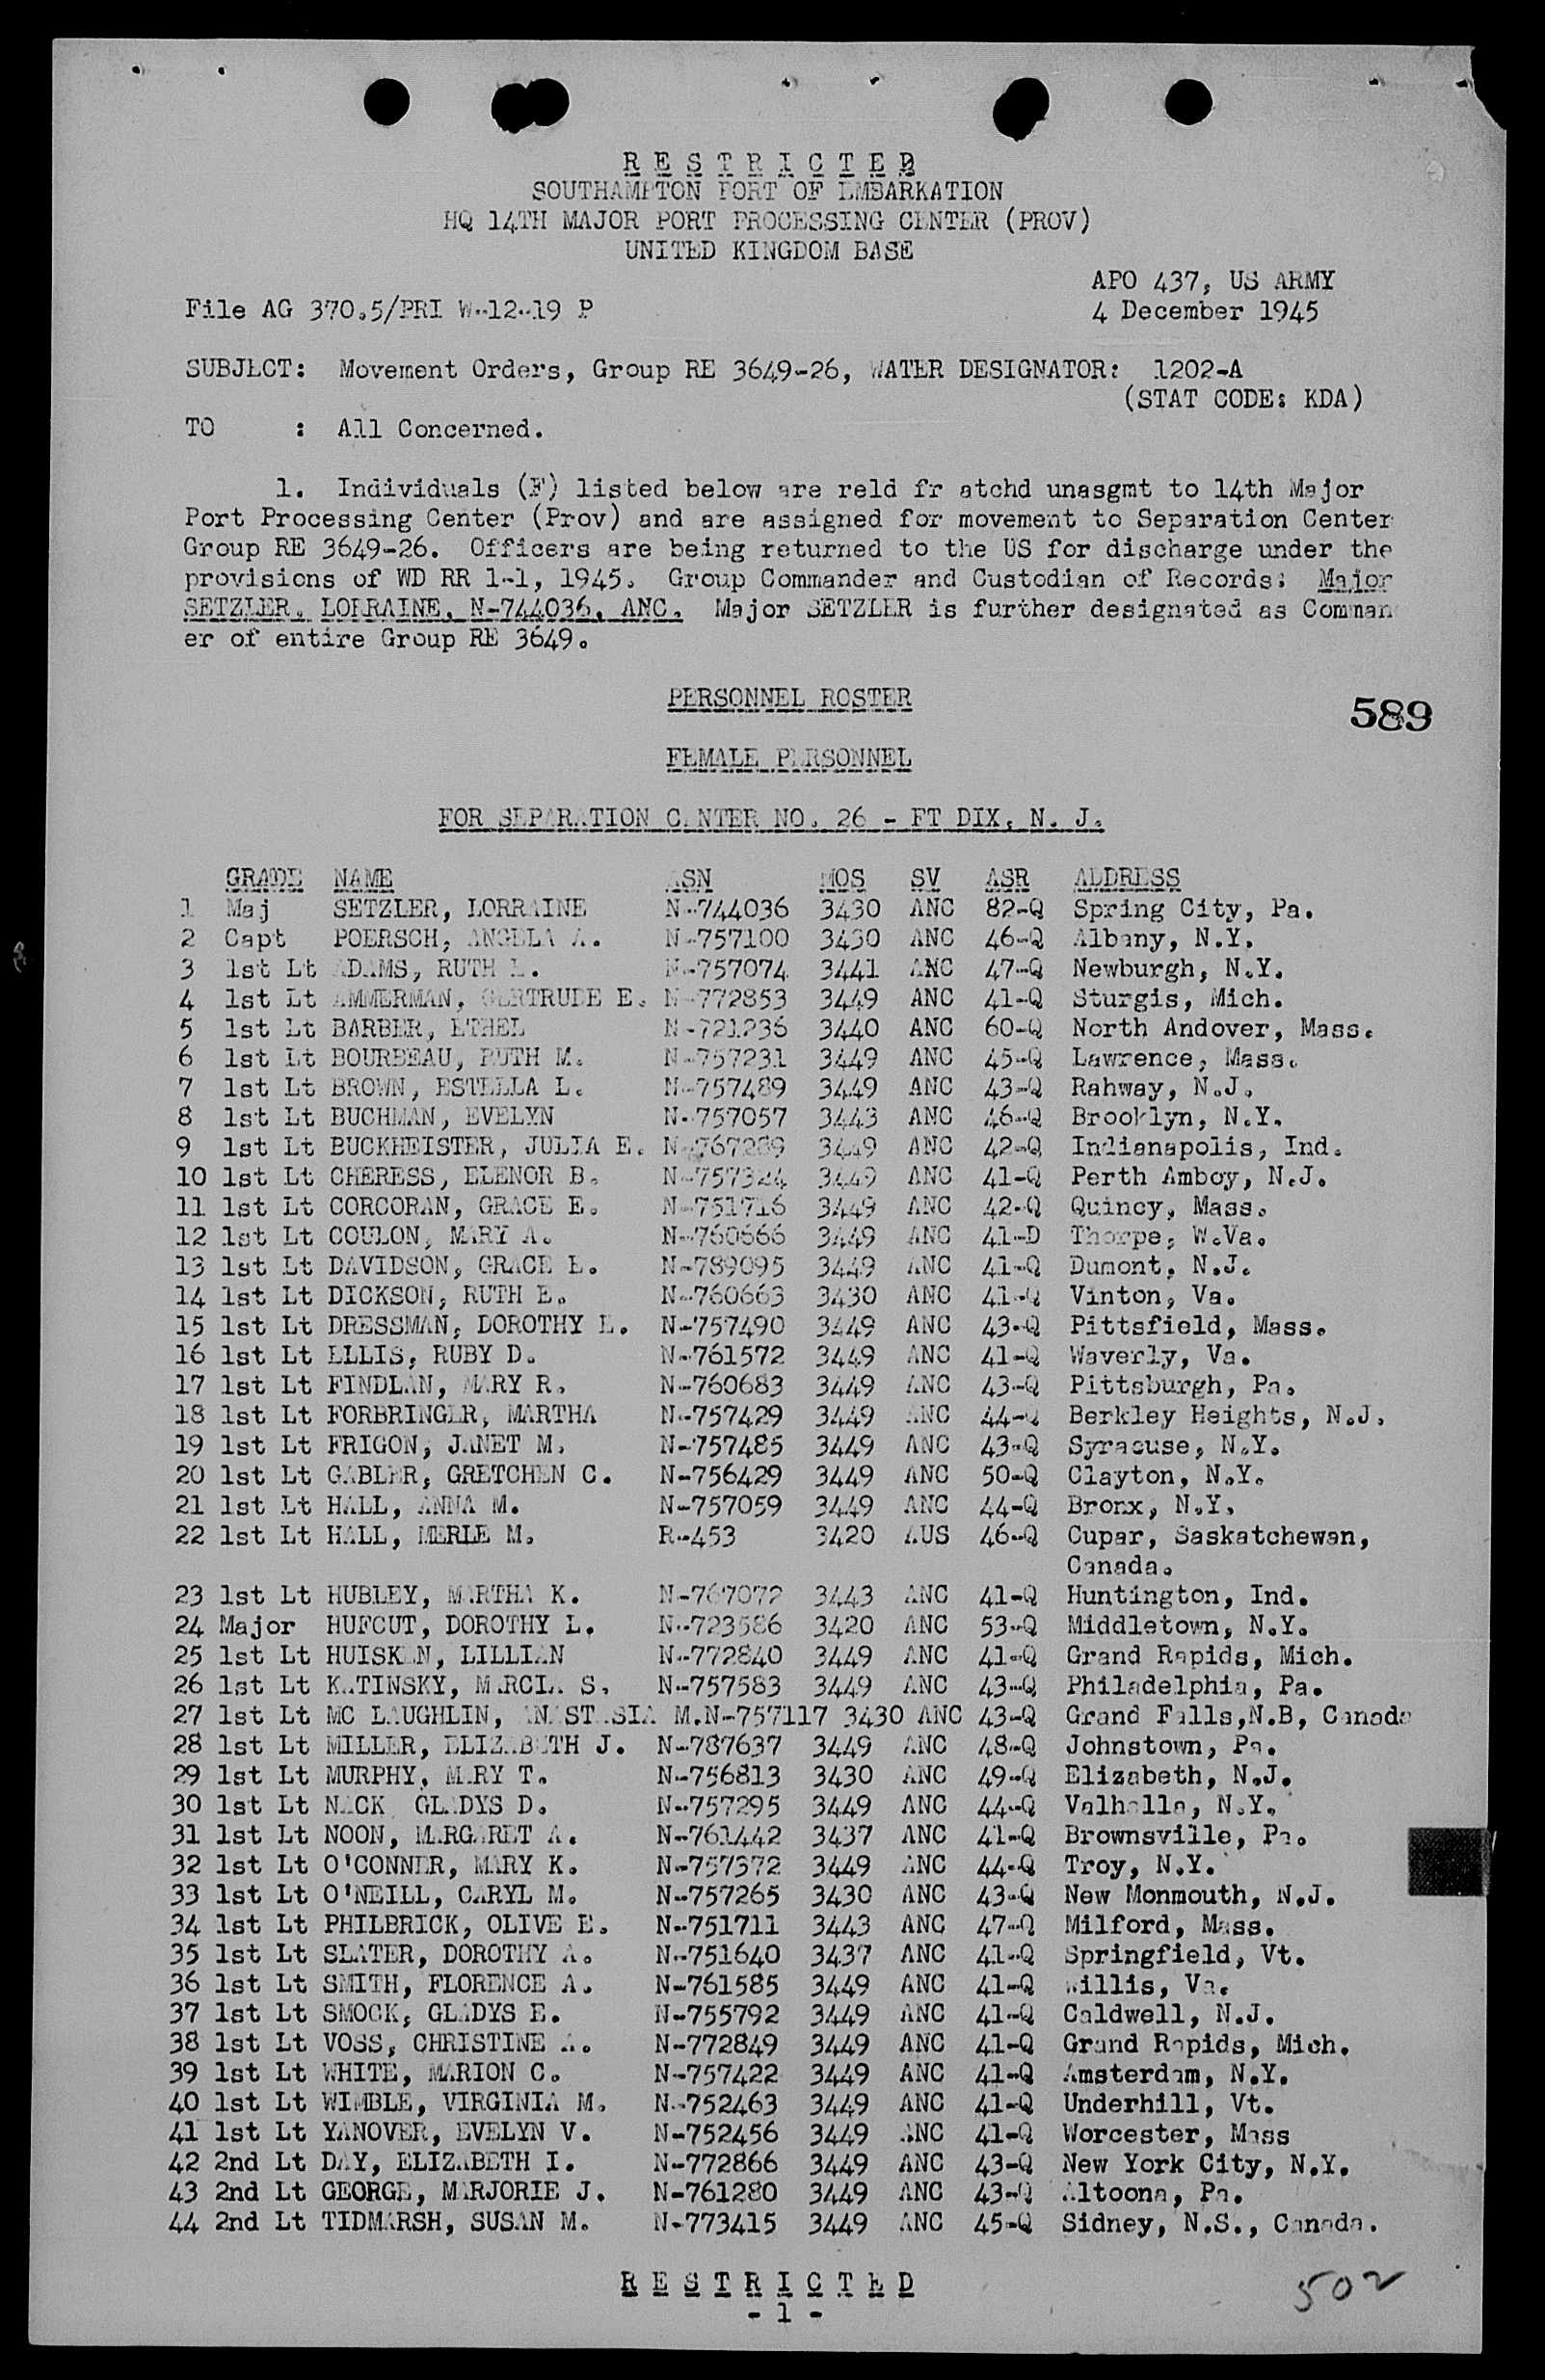 RESTRICTED
SOUTHAMPTON PORT OF EMBARKATION
HQ 14TH MAJOR PORT PROCESSING CENTER (PROV)
UNITED KINGDOM BASE
APO 437, US ARMY
File AG 370.5/PRI W-12-19 P 4 December 1945
SUBJECT: Movement Orders, Group RE 3649-26, WATER DESIGNATOR: 1202-A
(STAT CODE: KDA)
TO : All Concerned.
1. Individuals (F) listed below are reld fr atchd unasgmt to 14th Major
Port Processing Center (Prov) and are assigned for movement to Separation Center
Group RE 3649-26. Officers are being returned to the US for discharge under the
provisions of WD RR 1-1, 1945. Group Commander and Custodian of Records: Major
SETZLER, LORRAINE, N-744036, ANC. Major SETZLER is further designated as Comman
er of entire Group RE 3649.
PERSONNEL ROSTER
589
FEMALE PERSONNEL
FOR SEPARATION CENTER NO. 26 - FT DIX, N. J.
GRADE NAME ASN MOS SV ASR ADDRESS
1 Maj SETZLER, LORRAINE N-744036 3430 ANC 82-Q Spring City, Pa.
2 Capt POERSCH, ANGELA A. N-757100 3430 ANC 46-Q Albany, N.Y.
3 1st Lt ADAMS, RUTH L. N-757074 3441 ANC 47-Q Newburgh, N.Y.
4 1st Lt AMMERMAN, GERTRUDE E. N-772853 3449 ANC 41-Q Sturgis, Mich.
5 1st Lt BARBER, ETHEL N-721236 3440 ANC 60-Q North Andover, Mass.
6 1st Lt BOURBEAU, RUTH M. N-757231 3449 ANC 45-Q Lawrence, Mass.
7 1st Lt BROWN, ESTELLA L. N-757489 3449 ANC 43-Q Rahway, N.J.
8 1st Lt BUCHMAN, EVELYN N-757057 3443 ANC 46-Q Brooklyn, N.Y.
9 1st Lt BUCKHEISTER, JULIA E. N-767289 3449 ANC 42-Q Indianapolis, Ind.
10 1st Lt CHERESS, ELENOR B. N-757324 3449 ANC 41-Q Perth Amboy, N.J.
11 1st Lt CORCORAN, GRACE E. N-751716 3449 ANC 42-Q Quincy, Mass.
12 1st Lt COULON, MARY A. N-760666 3449 ANC 41-D Thorpe, W.Va.
13 1st Lt DAVIDSON, GRACE E. N-789095 3449 ANC 41-Q Dumont, N.J.
14 1st Lt DICKSON, RUTH E. N-760663 3430 ANC 41-Q Vinton, Va.
15 1st Lt DRESSMAN, DOROTHY L. N-757490 3449 ANC 43-Q Pittsfield, Mass.
16 1st Lt ELLIS, RUBY D. N-761572 3449 ANC 41-Q Waverly, Va.
17 1st Lt FINDLAN, MARY R. N-760683 3449 ANC 43-Q Pittsburgh, Pa.
18 1st Lt FORBRINGER, MARTHA N-757429 3449 ANC 44-Q Berkley Heights, N.J.
19 1st Lt FRIGON, JANET M. N-757485 3449 ANC 43-Q Syracuse, N.Y.
20 1st Lt GABLER, GRETCHEN C. N-756429 3449 ANC 50-Q Clayton, N.Y.
21 1st Lt HALL, ANNA M. N-757059 3449 ANC 44-Q Bronx, N.Y.
22 1st Lt HALL, MERLE M. R-453 3420 AUS 46-Q Cupar, Saskatchewan,
Canada.
23 1st Lt HUBLEY, MARTHA K. N-767072 3443 ANC 41-Q Huntington, Ind.
24 Major HUFCUT, DOROTHY L. N-723586 3420 ANC 53-Q Middletown, N.Y.
25 1st Lt HUISKEN, LILLIAN N-772840 3449 ANC 41-Q Grand Rapids, Mich.
26 1st Lt KATINSKY, MARCIA S. N-757583 3449 ANC 43-Q Philadelphia, Pa.
27 1st Lt MC LAUGHLIN, ANASTASIA M.N-757117 3430 ANC 43-Q Grand Falls,N.B, Canada
28 1st Lt MILLER, ELIZABETH J. N-787637 3449 ANC 48-Q Johnstown, Pa.
29 1st Lt MURPHY, MARY T. N-756813 3430 ANC 49-Q Elizabeth, N.J.
30 1st Lt NACK GLADYS D. N-757295 3449 ANC 44-Q Valhalla, N.Y.
31 1st Lt NOON, MARGARET A. N-761442 3437 ANC 41-Q Brownsville, Pa.
32 1st Lt O'CONNER, MARY K. N-757372 3449 ANC 44-Q Troy, N.Y.
33 1st Lt O'NEILL, CARYL M. N-757265 3430 ANC 43-Q New Monmouth, N.J.
34 1st Lt PHILBRICK, OLIVE E. N-751711 3443 ANC 47-Q Milford, Mass.
35 1st Lt SLATER, DOROTHY A. N-751640 3437 ANC 41-Q Springfield, Vt.
36 1st Lt SMITH, FLORENCE A. N-761585 3449 ANC 41-Q Willis, Va.
37 1st Lt SMOCK, GLADYS E. N-755792 3449 ANC 41-Q Caldwell, N.J.
38 1st Lt VOSS, CHRISTINE A. N-772849 3449 ANC 41-Q Grand Rapids, Mich.
39 1st Lt WHITE, MARION C. N-757422 3449 ANC 41-Q Amsterdam, N.Y.
40 1st Lt WIMBLE, VIRGINIA M. N-752463 3449 ANC 41-Q Underhill, Vt.
41 1st Lt YANOVER, EVELYN V. N-752456 3449 ANC 41-Q Worcester, Mass
42 2nd Lt DAY, ELIZABETH I. N-772866 3449 ANC 43-Q New York City, N.Y.
43 2nd Lt GEORGE, MARJORIE J. N-761280 3449 ANC 43-Q Altoona, Pa.
44 2nd Lt TIDMARSH, SUSAN M. N-773415 3449 ANC 45-Q Sidney, N.S., Canada.
RESTRICTED
- 1 -
502